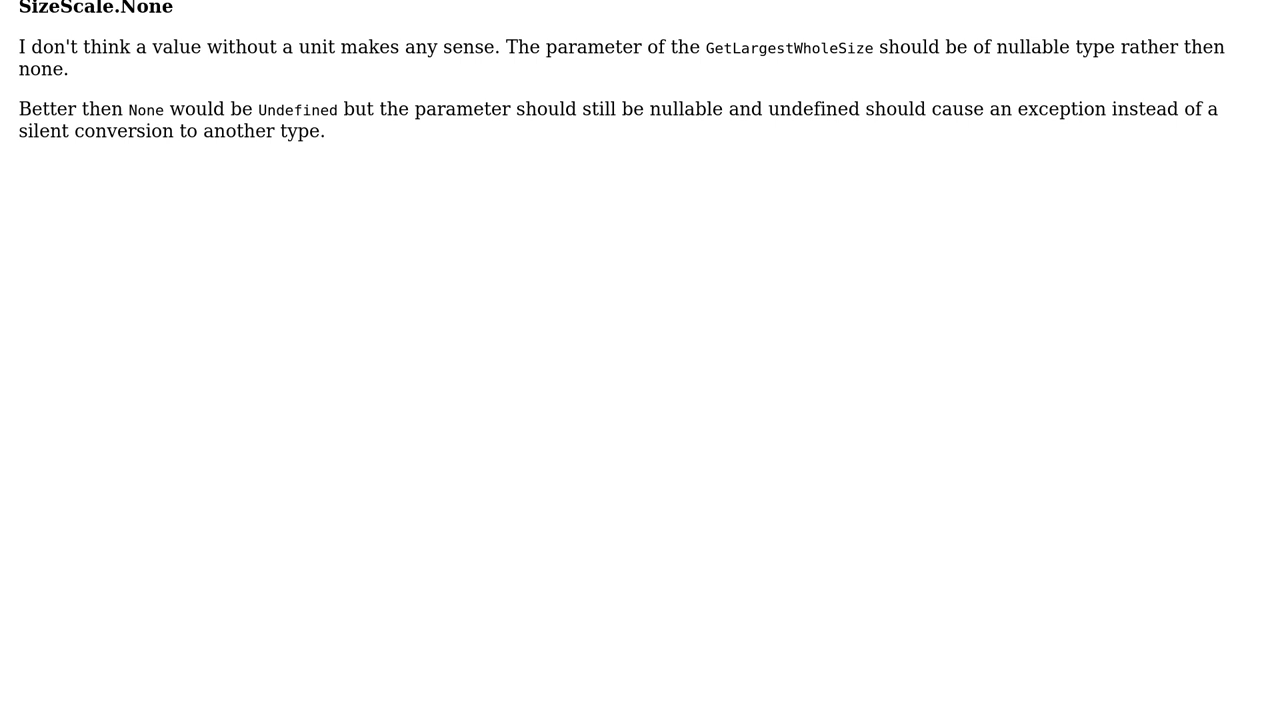 SizeScale.None
I don't think a value without a unit makes any sense. The parameter of the GetLargestWholeSize should be of nullable type rather then
none.
Better then None would be Undefined but the parameter should still be nullable and undefined should cause an exception instead of a
silent conversion to another type.